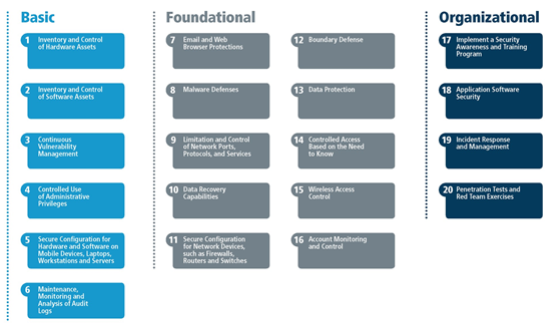 Basic
1 Inventory and Control
of Hardware Assets
2 Inventory and Control
of Software Assets
3 Continuous
Vulnerability
Management
4 Controlled Use
of Administrative
Privileges
5 Secure Configuration for
Hardware and Software on
Mobile Devices, Laptops,
Workstations and Servers
6 Maintenance,
Monitoring and
Analysis of Audit
Logs
Foundational
7 Email and Web
Browser Protections
8 Malware Defenses
9 Limitation and Control
of Network Ports,
Protocols, and Services
10 Data Recovery
Capabilities
11 Secure Configuration
for Network Devices,
such as Firewalls,
Routers and Switches
12 Boundary Defense
13 Data Protection
14 Controlled Access
Based on the Need
to Know
15 Wireless Access
Control
16 Account Monitoring
and Control
Organizational
17 Implement a Security
Awareness and Training
Program
18 Application Software
Security
19 Incident Response
and Management
20 Penetration Tests and
Red Team Exercises